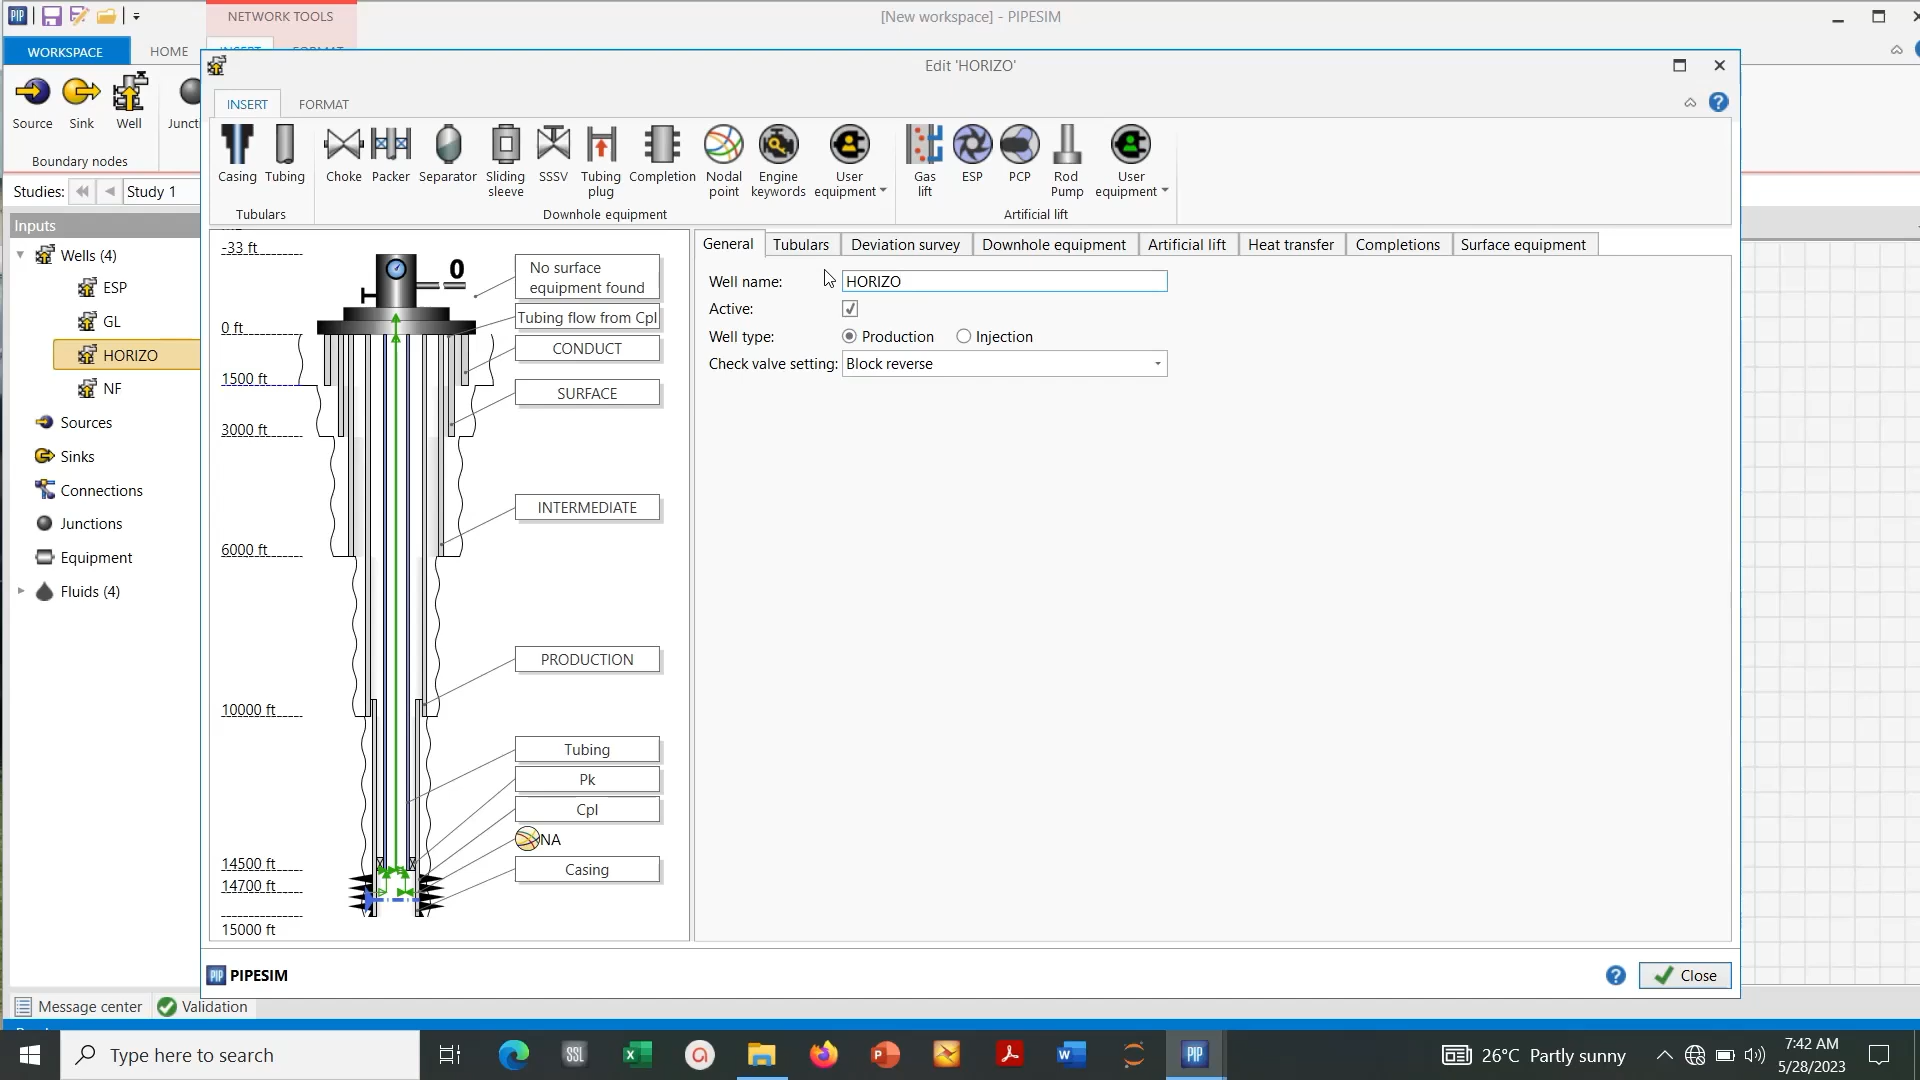 PIP
NETWORK TOOLS
[New workspace] - PIPESIM
WORKSPACE
HOME
Edit 'HORIZO'
INSERT
FORMAT
Source
Sink
Well
Juncti
Boundary nodes
Casing
Tubing
Choke
Packer
Separator
Sliding
sleeve
SSSV
Tubing
plug
Completion
Nodal
point
Engine
keywords
User
equipment
Gas
lift
ESP
PCP
Rod
Pump
User
equipment
Tubulars
Downhole equipment
Artificial lift
Studies:
Study 1
Inputs
Wells (4)
ESP
GL
HORIZO
NF
Sources
Sinks
Connections
Junctions
Equipment
Fluids (4)
-33 ft
0 ft
1500 ft
3000 ft
6000 ft
10000 ft
14500 ft
14700 ft
15000 ft
0
No surface
equipment found
Tubing flow from Cpl
CONDUCT
SURFACE
INTERMEDIATE
PRODUCTION
Tubing
Pk
Cpl
NA
Casing
General
Tubulars
Deviation survey
Downhole equipment
Artificial lift
Heat transfer
Completions
Surface equipment
Well name:
HORIZO
Active:
Well type:
Production
Injection
Check valve setting:
Block reverse
PIP PIPESIM
Close
Message center
Validation
Type here to search
SSL
PIP
26°C Partly sunny
7:42 AM
5/28/2023